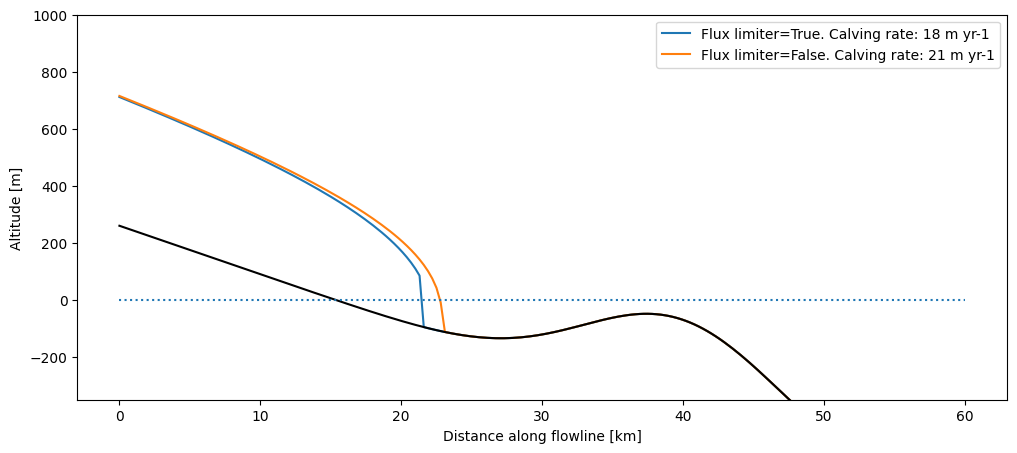 Flux limiter=True. Calving rate: 18 m yr-1
Flux limiter=False. Calving rate: 21 m yr-1
Altitude [m]
1000
800
600
400
200
0
−200
0 10 20 30 40 50 60
Distance along flowline [km]